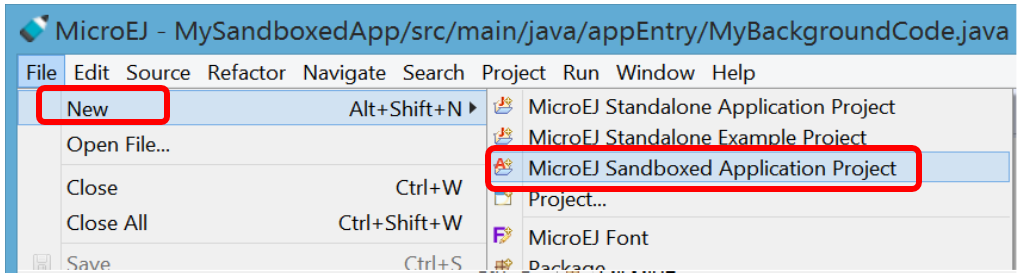 MicroEJ - MySandboxedApp/src/main/java/appEntry/MyBackgroundCode.java
File Edit Source Refactor Navigate Search Project Run Window Help
New Alt+Shift+N
Open File...
Close Ctrl+W
Close All Ctrl+Shift+W
Save Ctrl+S
MicroEJ Standalone Application Project
MicroEJ Standalone Example Project
MicroEJ Sandboxed Application Project
Project...
MicroEJ Font
Package